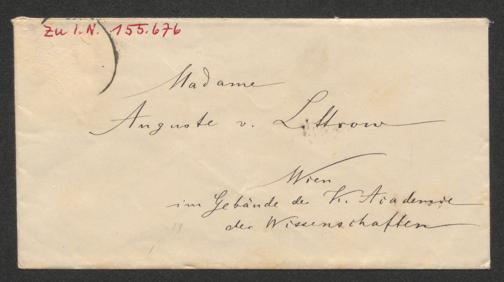 Zu I.N. 155.676
Madame
Auguste v. Littrow
Wien
im Gebäude der K. Academie
der Wissenschaften